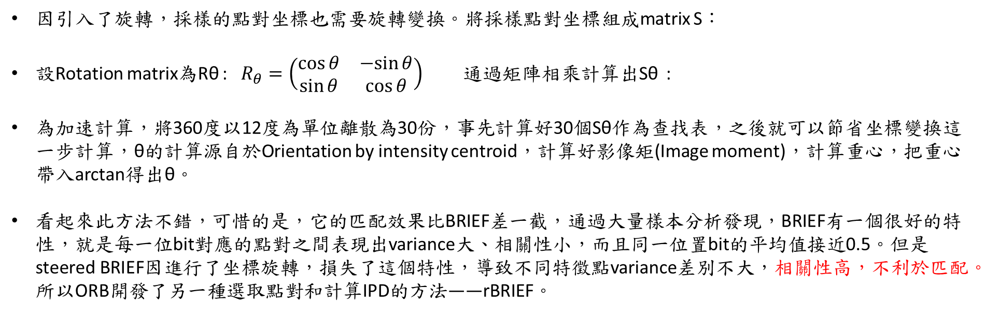 • 因引入了旋轉，採樣的點對坐標也需要旋轉變換。將採樣點對坐標組成matrix S：
• 設Rotation matrix為Rθ： $R_\theta = \begin{pmatrix} \cos\theta & -\sin\theta \\ \sin\theta & \cos\theta \end{pmatrix}$ 通過矩陣相乘計算出Sθ：
• 為加速計算，將360度以12度為單位離散為30份，事先計算好30個Sθ作為查找表，之後就可以節省坐標變換這
一步計算，θ的計算源自於Orientation by intensity centroid，計算好影像矩(Image moment)，計算重心，把重心
帶入arctan得出θ。
• 看起來此方法不錯，可惜的是，它的匹配效果比BRIEF差一截，通過大量樣本分析發現，BRIEF有一個很好的特
性，就是每一位bit對應的點對之間表現出variance大、相關性小，而且同一位置bit的平均值接近0.5。但是
steered BRIEF因進行了坐標旋轉，損失了這個特性，導致不同特徵點variance差別不大，相關性高，不利於匹配。
所以ORB開發了另一種選取點對和計算IPD的方法——rBRIEF。